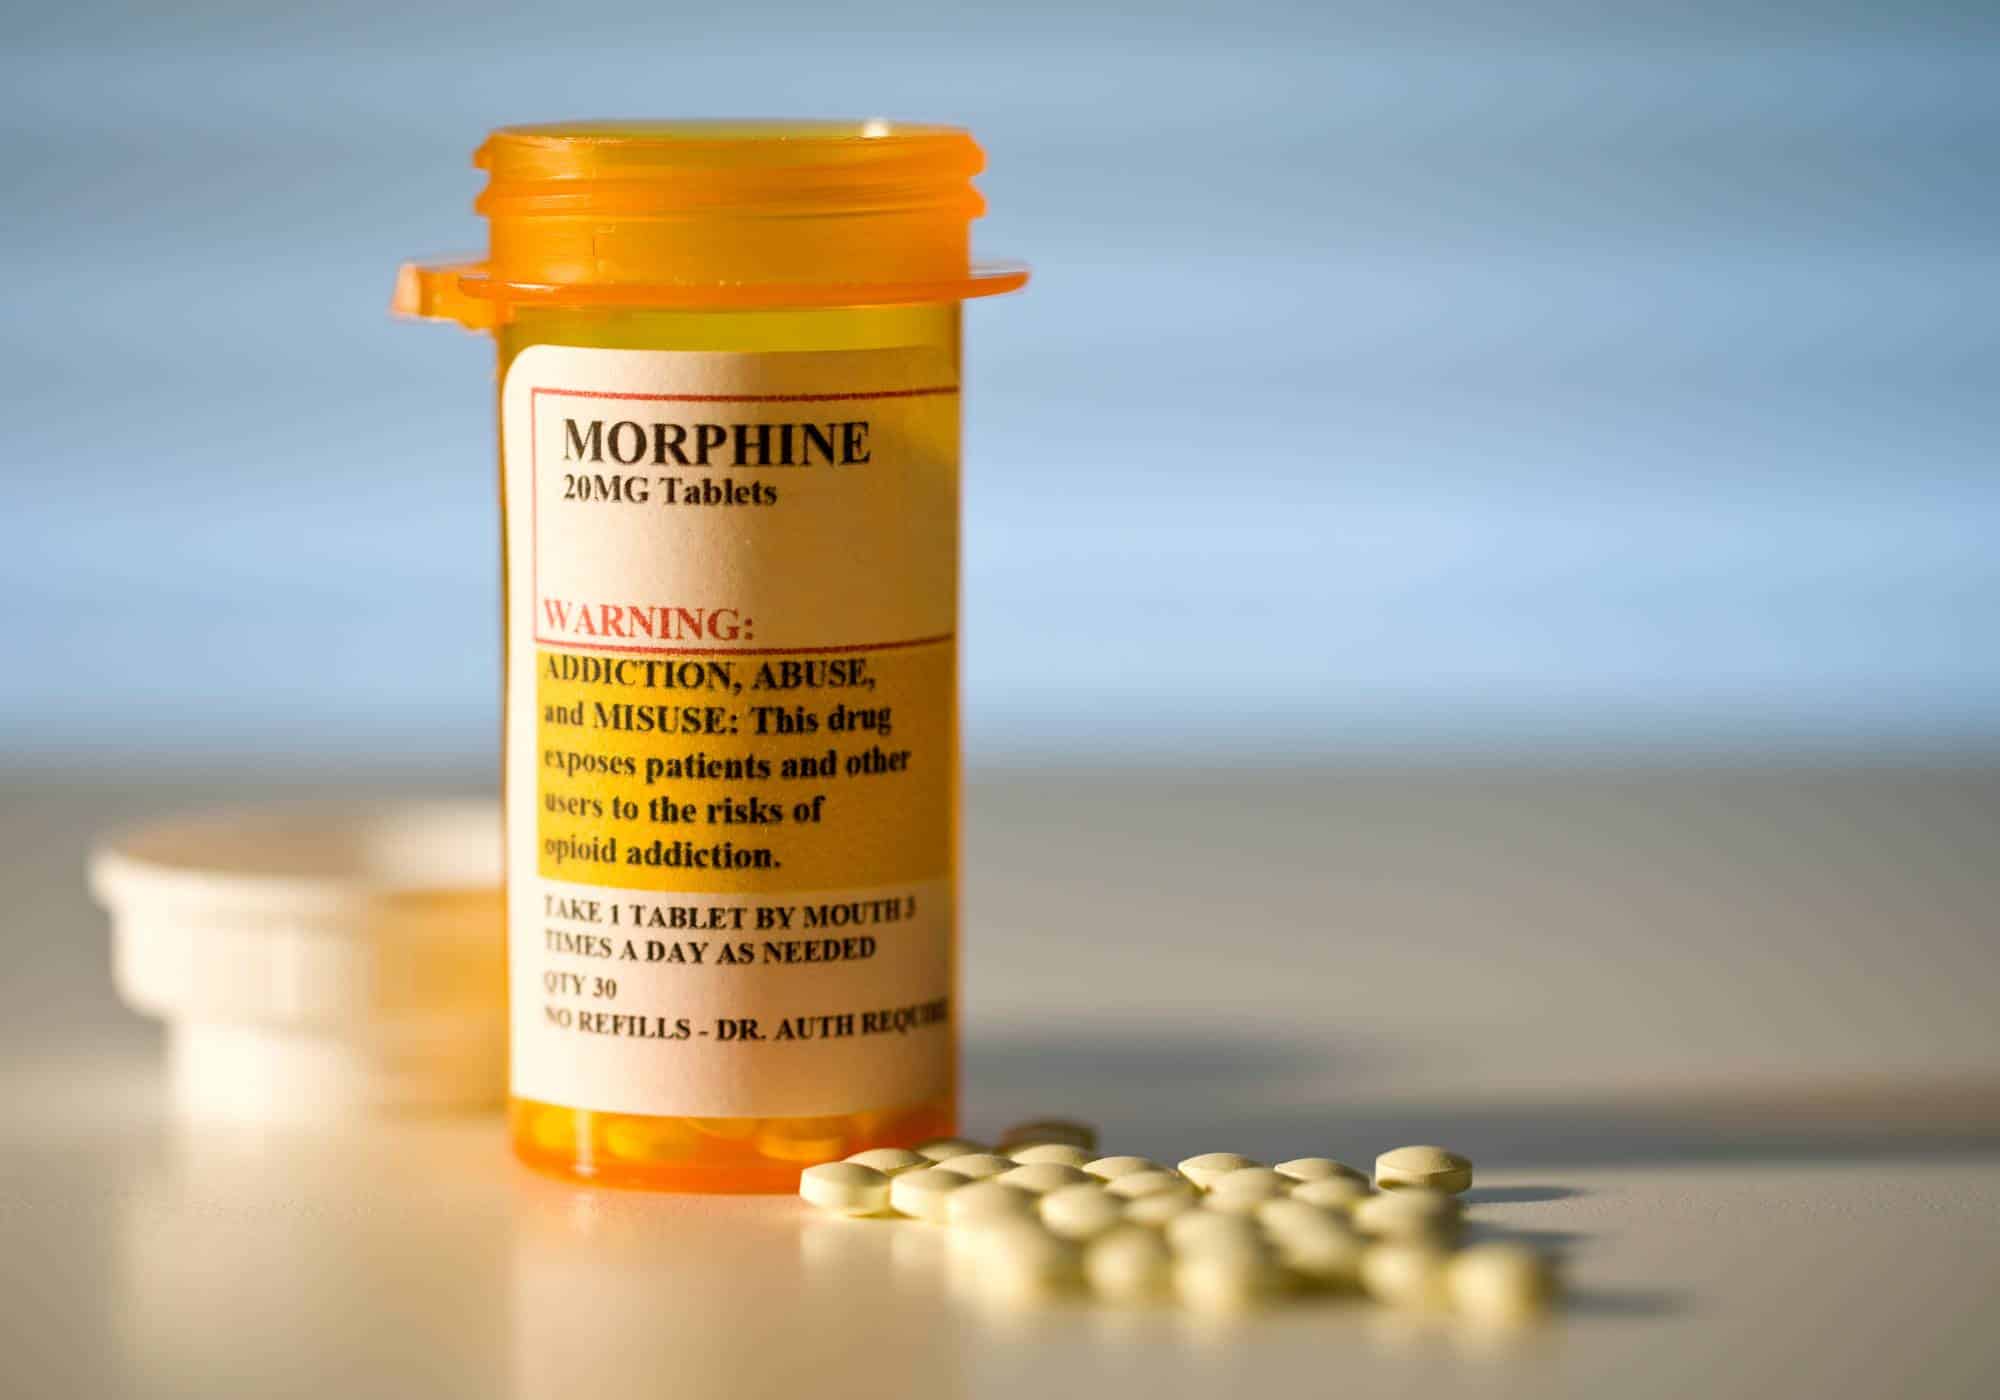 MORPHINE
20MG Tablets
WARNING:
ADDICTION, ABUSE,
and MISUSE: This drug
exposes patients and other
users to the risks of
opioid addiction.
TAKE 1 TABLET BY MOUTH 3
TIMES A DAY AS NEEDED
QTY 30
NO REFILLS - DR. AUTH